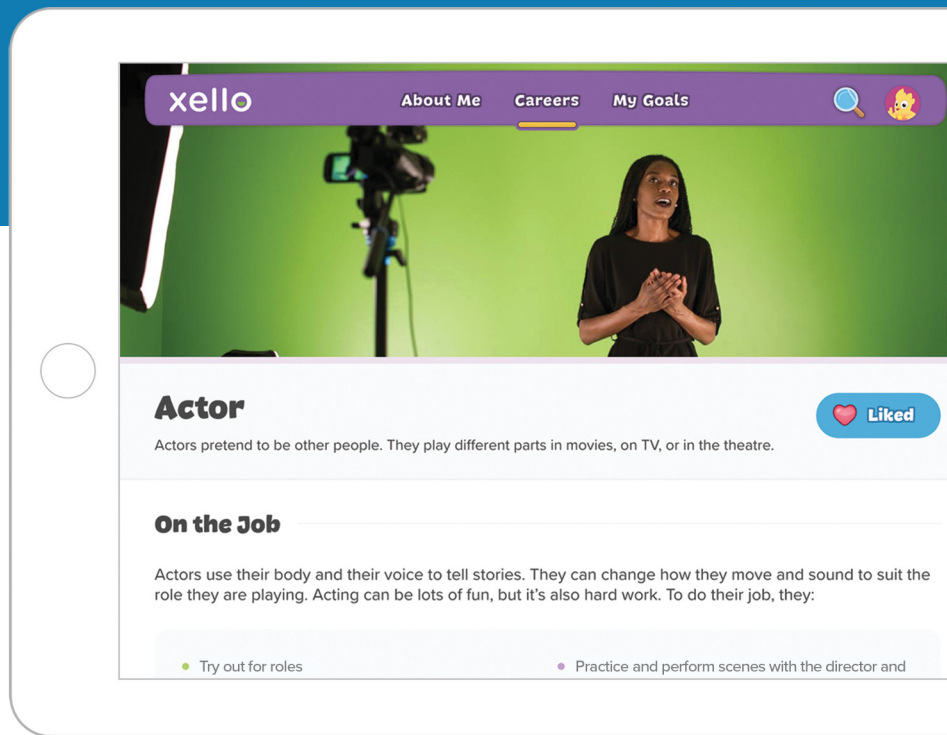 xello
About Me Careers My Goals
Actor
Liked
Actors pretend to be other people. They play different parts in movies, on TV, or in the theatre.
On the Job
Actors use their body and their voice to tell stories. They can change how they move and sound to suit the
role they are playing. Acting can be lots of fun, but it’s also hard work. To do their job, they:
Try out for roles
Practice and perform scenes with the director and